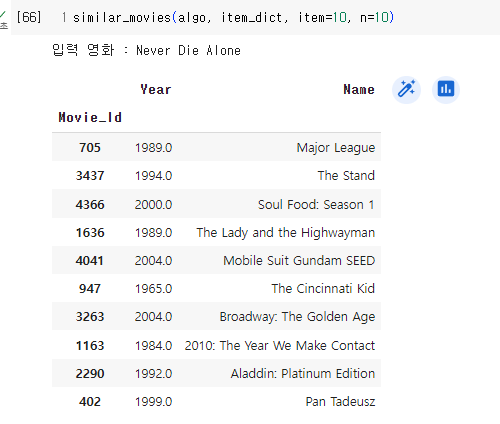 초
[66]
1 similar_movies(algo, item_dict, item=10, n=10)
입력 영화 : Never Die Alone
Year Name
Movie_Id
705 1989.0 Major League
3437 1994.0 The Stand
4366 2000.0 Soul Food: Season 1
1636 1989.0 The Lady and the Highwayman
4041 2004.0 Mobile Suit Gundam SEED
947 1965.0 The Cincinnati Kid
3263 2004.0 Broadway: The Golden Age
1163 1984.0 2010: The Year We Make Contact
2290 1992.0 Aladdin: Platinum Edition
402 1999.0 Pan Tadeusz